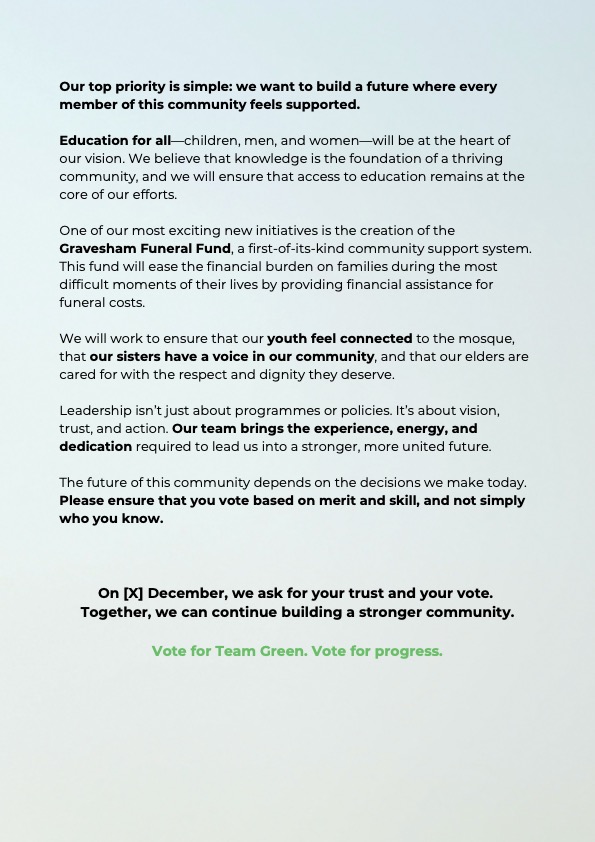 Our top priority is simple: we want to build a future where every
member of this community feels supported.
Education for all—children, men, and women—will be at the heart of
our vision. We believe that knowledge is the foundation of a thriving
community, and we will ensure that access to education remains at the
core of our efforts.
One of our most exciting new initiatives is the creation of the
Gravesham Funeral Fund, a first-of-its-kind community support system.
This fund will ease the financial burden on families during the most
difficult moments of their lives by providing financial assistance for
funeral costs.
We will work to ensure that our youth feel connected to the mosque,
that our sisters have a voice in our community, and that our elders are
cared for with the respect and dignity they deserve.
Leadership isn’t just about programmes or policies. It’s about vision,
trust, and action. Our team brings the experience, energy, and
dedication required to lead us into a stronger, more united future.
The future of this community depends on the decisions we make today.
Please ensure that you vote based on merit and skill, and not simply
who you know.
On [X] December, we ask for your trust and your vote.
Together, we can continue building a stronger community.
Vote for Team Green. Vote for progress.